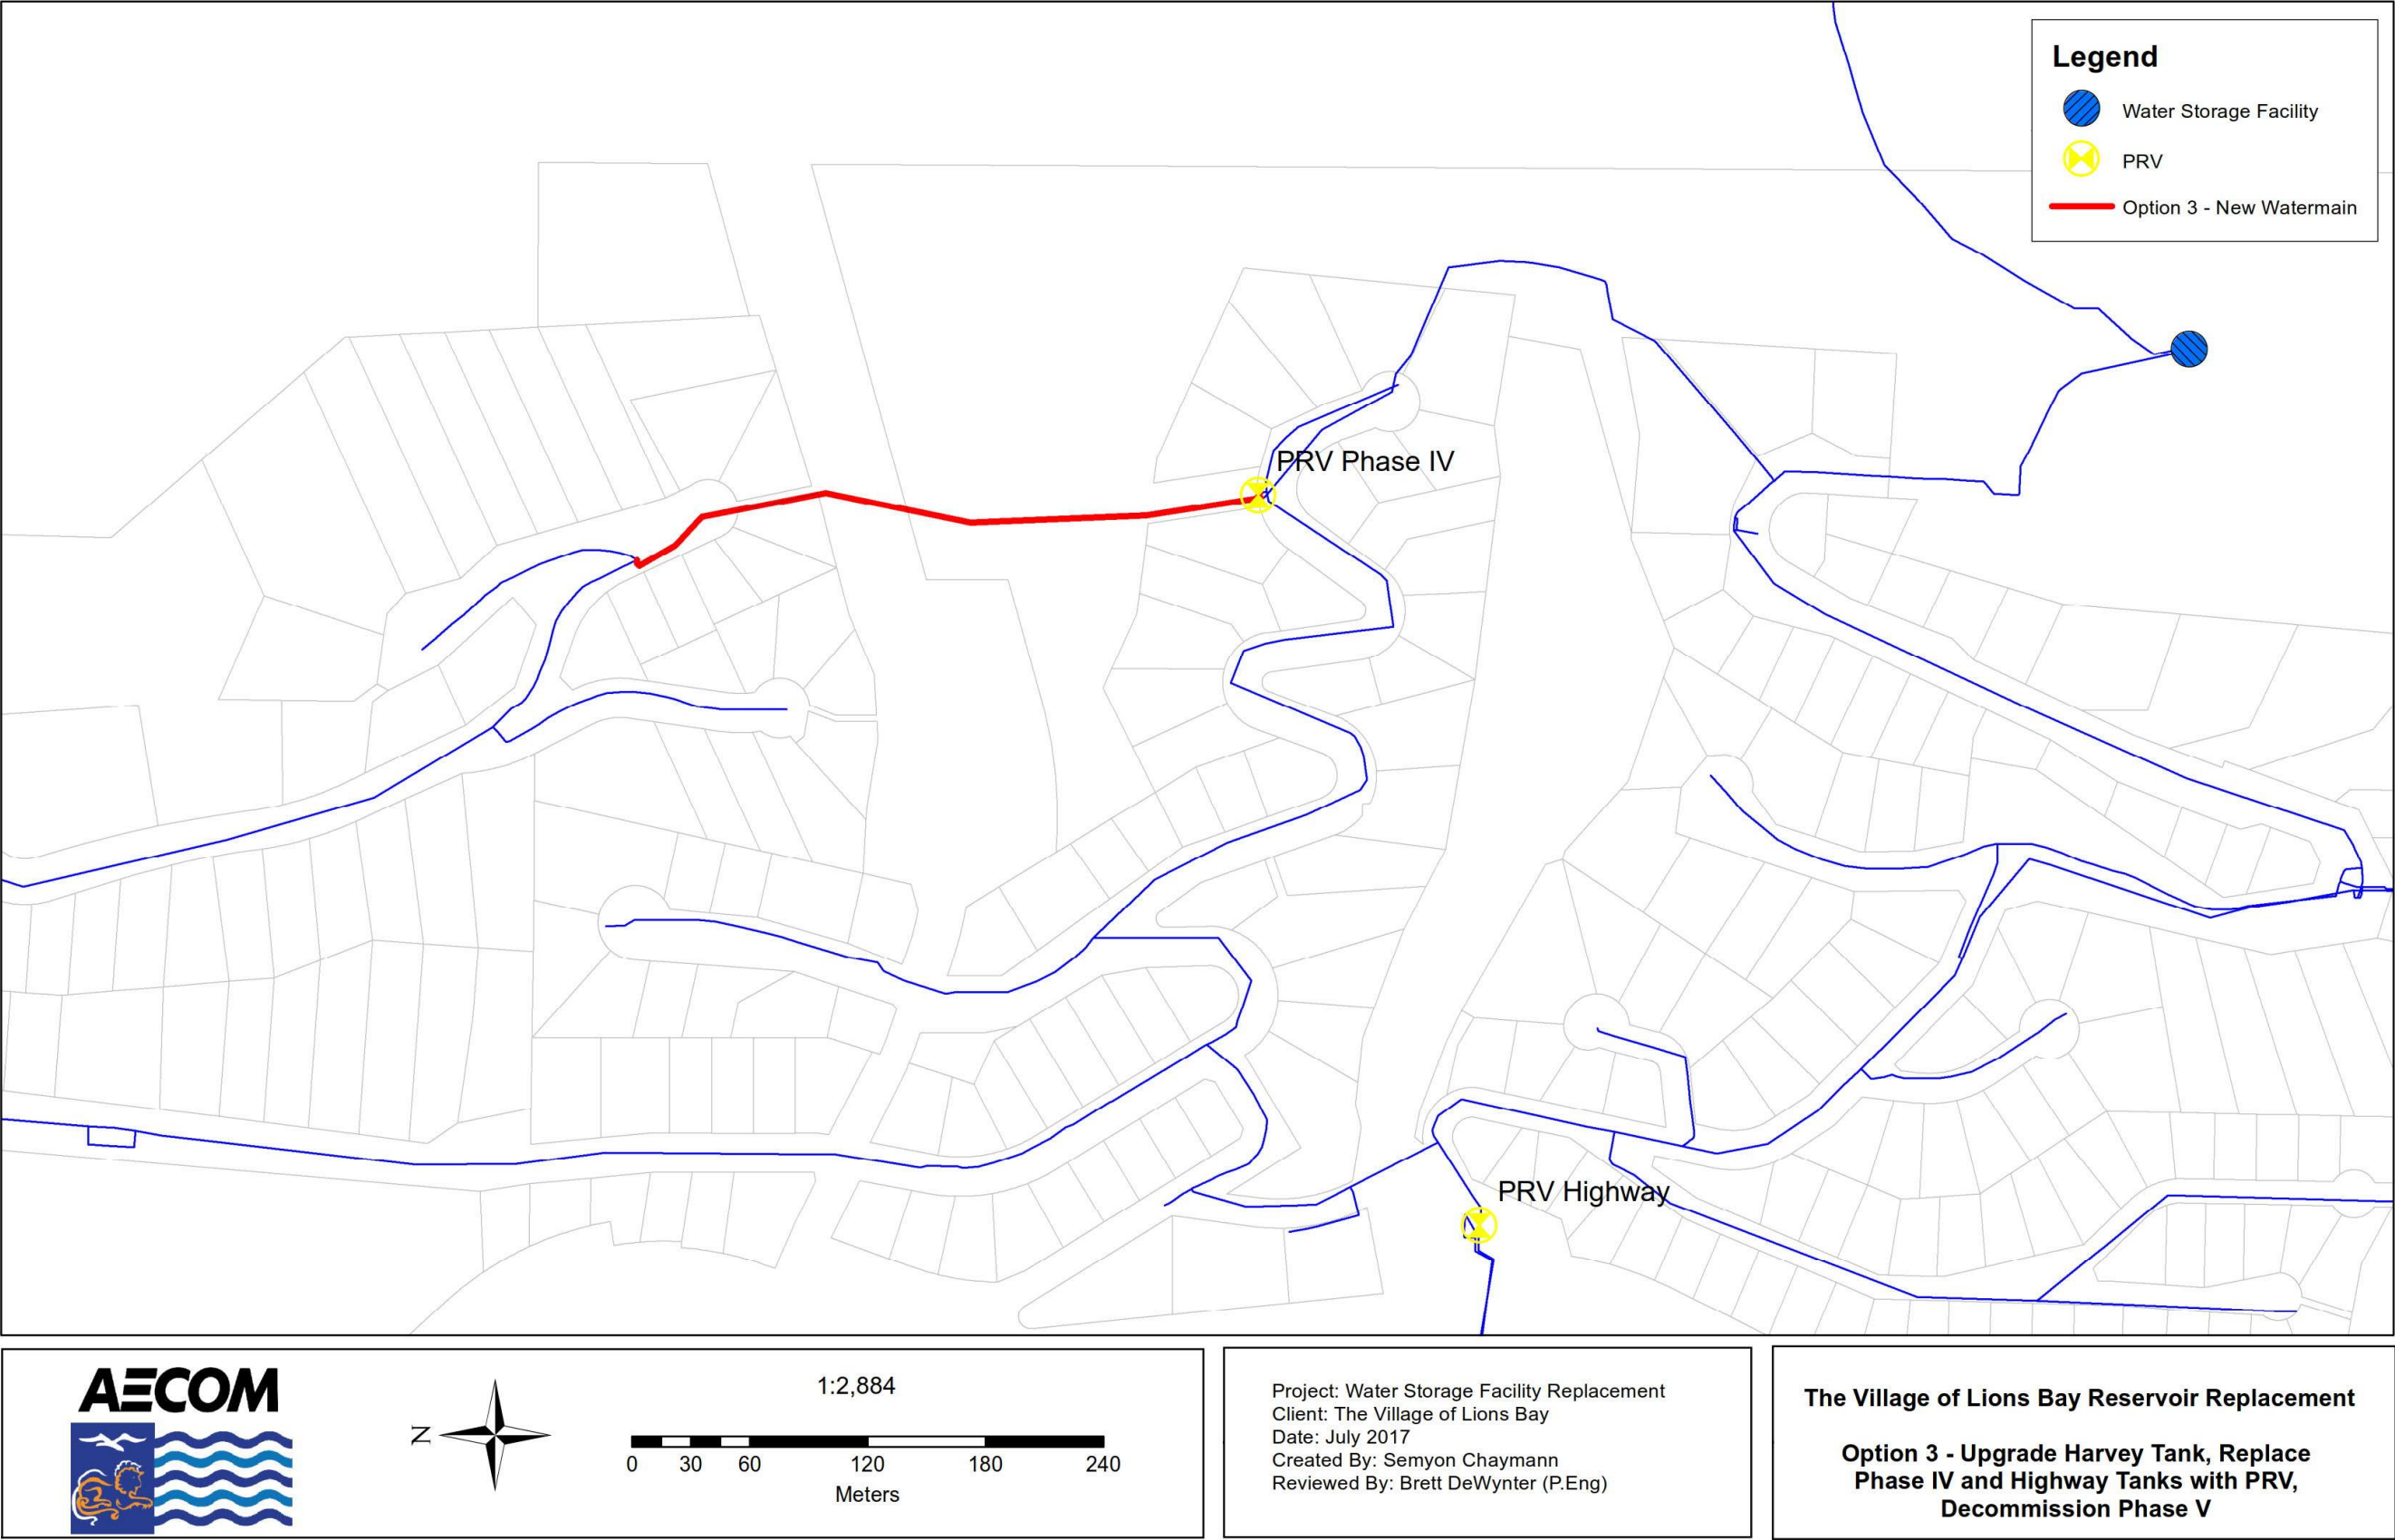 Legend
Water Storage Facility
PRV
Option 3 - New Watermain
PRV Phase IV
PRV Highway
AECOM
N
1:2,884
0 30 60 120 180 240
Meters
Project: Water Storage Facility Replacement
Client: The Village of Lions Bay
Date: July 2017
Created By: Semyon Chaymann
Reviewed By: Brett DeWynter (P.Eng)
The Village of Lions Bay Reservoir Replacement
Option 3 - Upgrade Harvey Tank, Replace
Phase IV and Highway Tanks with PRV,
Decommission Phase V